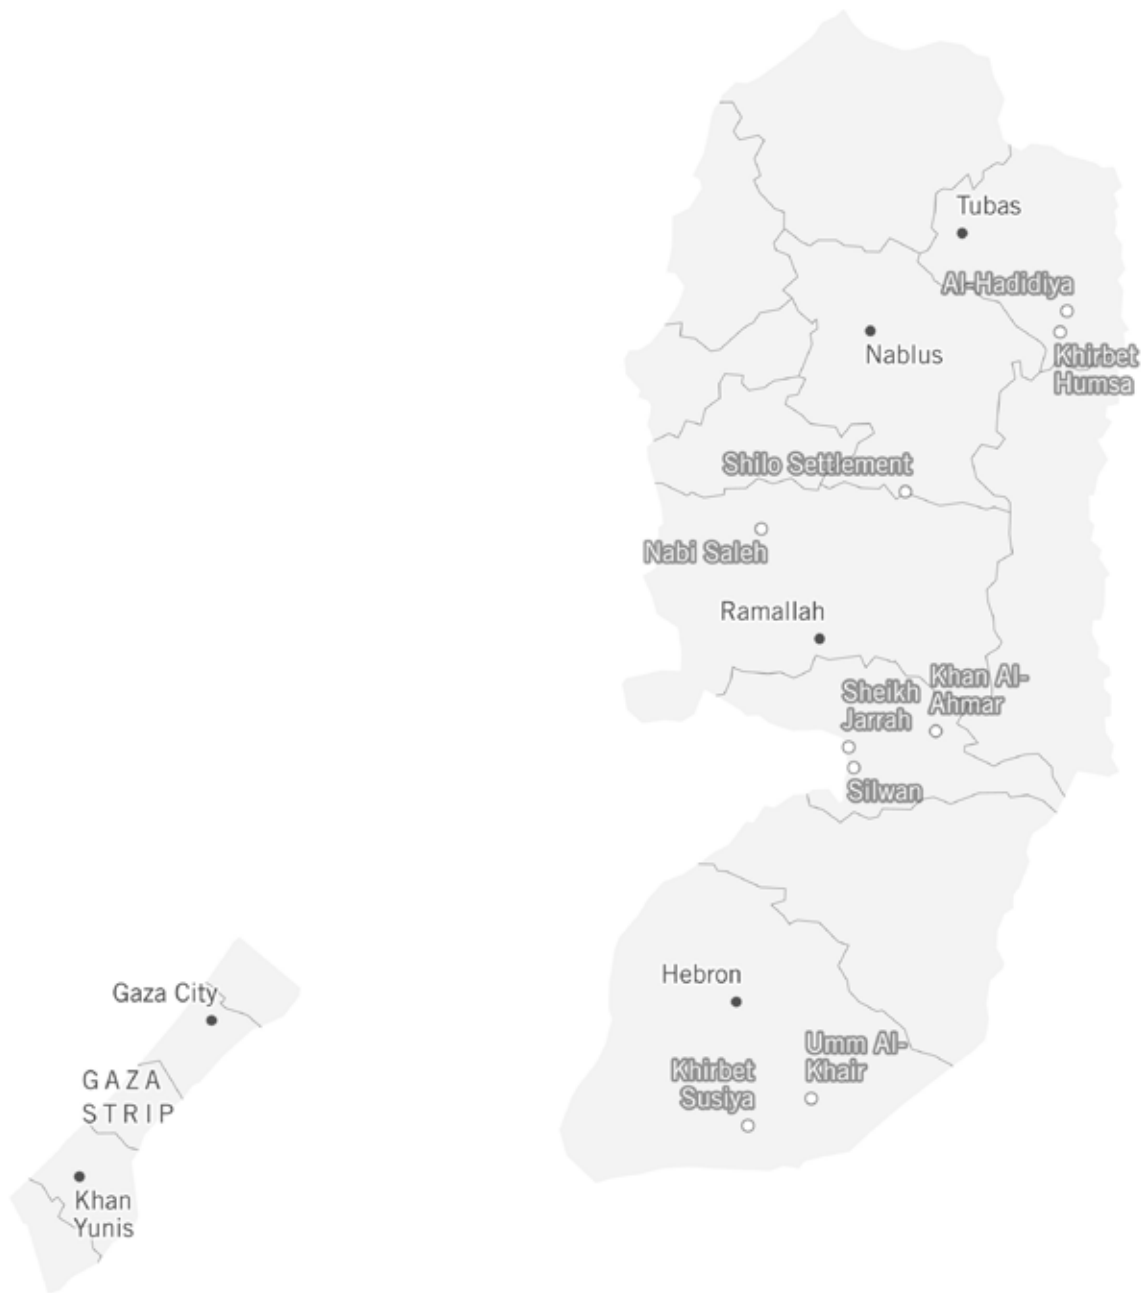 Tubas
Al-Hadidiya
Nablus
Khirbet
Humsa
Shilo Settlement
Nabi Saleh
Ramallah
Khan Al-
Ahmar
Sheikh
Jarrah
Silwan
Hebron
Gaza City
Umm Al-
Khair
Khirbet
Susiya
GAZA
STRIP
Khan
Yunis